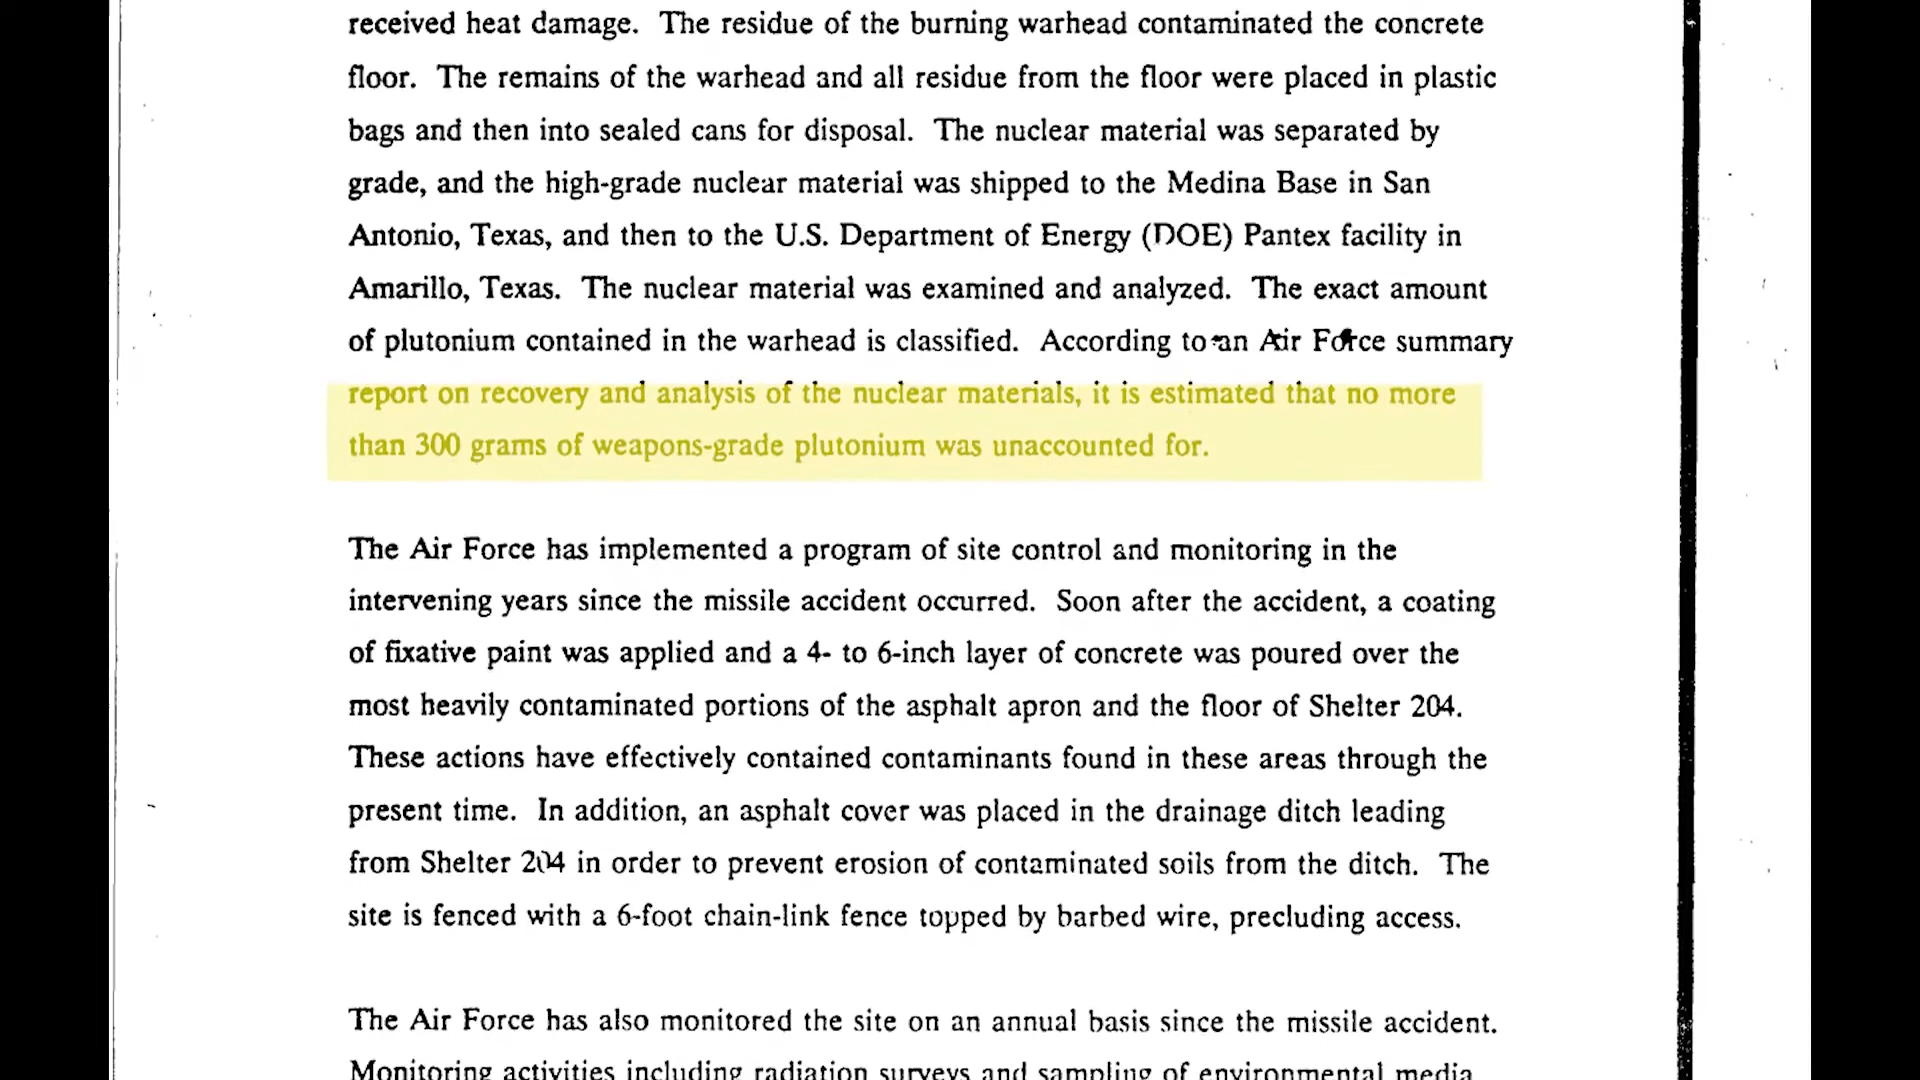 received heat damage. The residue of the burning warhead contaminated the concrete
floor. The remains of the warhead and all residue from the floor were placed in plastic
bags and then into sealed cans for disposal. The nuclear material was separated by
grade, and the high-grade nuclear material was shipped to the Medina Base in San
Antonio, Texas, and then to the U.S. Department of Energy (DOE) Pantex facility in
Amarillo, Texas. The nuclear material was examined and analyzed. The exact amount
of plutonium contained in the warhead is classified. According to an Air Force summary
report on recovery and analysis of the nuclear materials, it is estimated that no more
than 300 grams of weapons-grade plutonium was unaccounted for.
The Air Force has implemented a program of site control and monitoring in the
intervening years since the missile accident occurred. Soon after the accident, a coating
of fixative paint was applied and a 4- to 6-inch layer of concrete was poured over the
most heavily contaminated portions of the asphalt apron and the floor of Shelter 204.
These actions have effectively contained contaminants found in these areas through the
present time. In addition, an asphalt cover was placed in the drainage ditch leading
from Shelter 204 in order to prevent erosion of contaminated soils from the ditch. The
site is fenced with a 6-foot chain-link fence topped by barbed wire, precluding access.
The Air Force has also monitored the site on an annual basis since the missile accident.
Monitoring activities including radiation surveys and sampling of environmental media